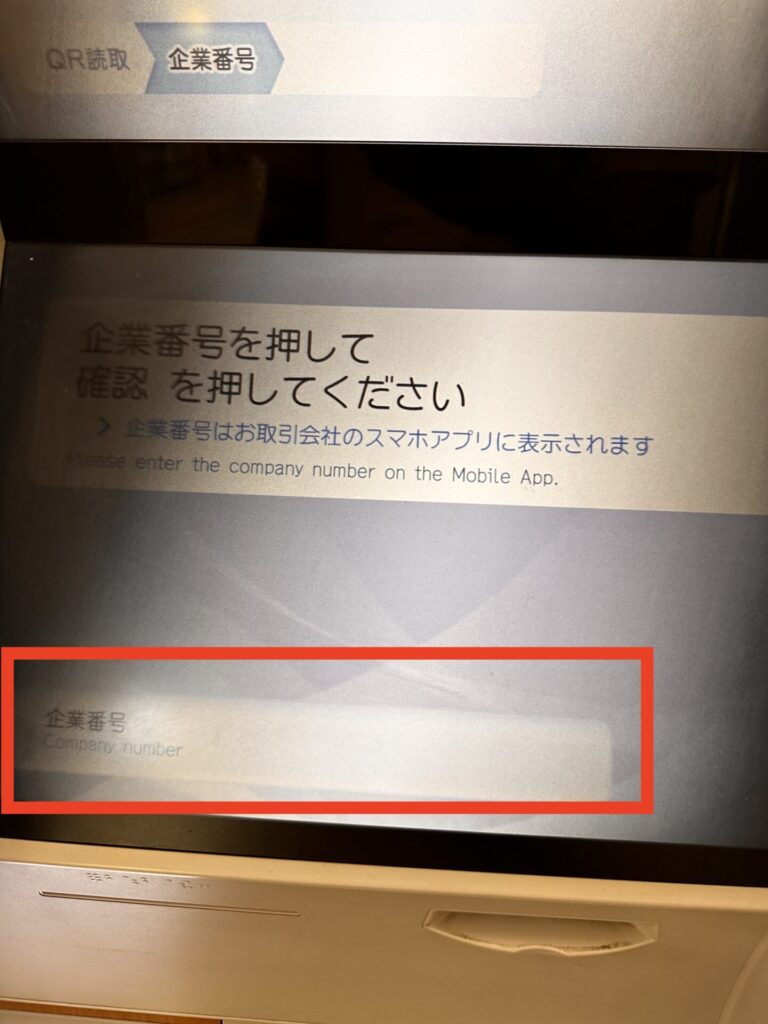 QR読取 企業番号
企業番号を押して
確認 を押してください
> 企業番号はお取引会社のスマホアプリに表示されます
Please enter the company number on the Mobile App.
企業番号
Company number